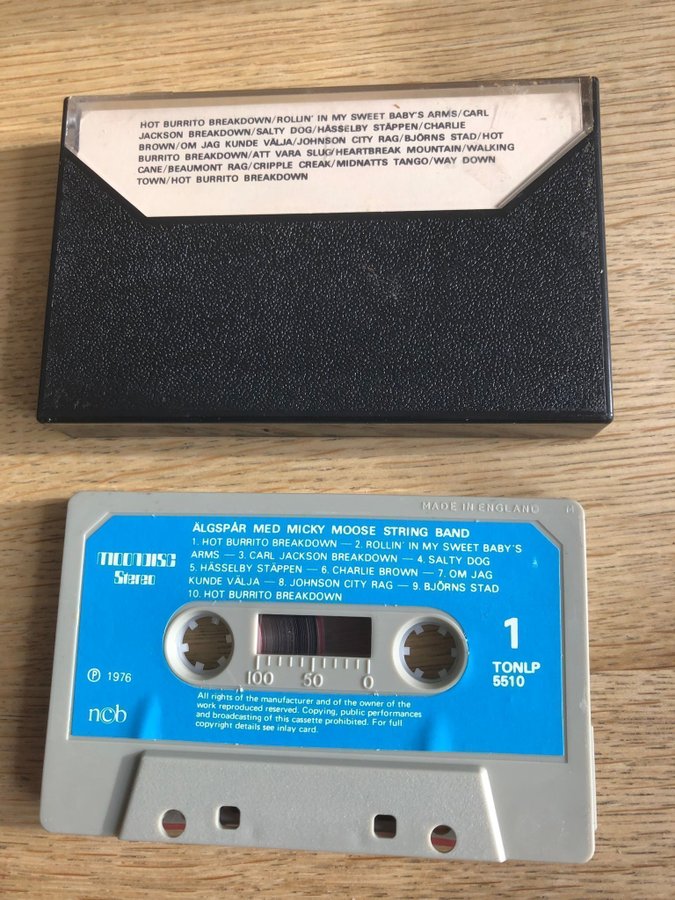 HOT BURRITO BREAKDOWN/ROLLIN' IN MY SWEET BABY'S ARMS/CARL
JACKSON BREAKDOWN/SALTY DOG/HÄSSELBY STÄPPEN/CHARLIE
BROWN/OM JAG KUNDE VÄLJA/JOHNSON CITY RAG/BJÖRNS STAD/HOT
BURRITO BREAKDOWN/ATT VARA SLUG/HEARTBREAK MOUNTAIN/WALKING
CANE/BEAUMONT RAG/CRIPPLE CREAK/MIDNATTS TANGO/WAY DOWN
TOWN/HOT BURRITO BREAKDOWN
MADE IN ENGLAND M
ÄLGSPÅR MED MICKY MOOSE STRING BAND
1. HOT BURRITO BREAKDOWN — 2. ROLLIN' IN MY SWEET BABY'S
ARMS — 3. CARL JACKSON BREAKDOWN — 4. SALTY DOG
5. HÄSSELBY STÄPPEN — 6. CHARLIE BROWN — 7. OM JAG
KUNDE VÄLJA — 8. JOHNSON CITY RAG — 9. BJÖRNS STAD
10. HOT BURRITO BREAKDOWN
MOONDISC
Stereo
1
TONLP
5510
100 50 0
℗ 1976
ncb
All rights of the manufacturer and of the owner of the
work reproduced reserved. Copying, public performances
and broadcasting of this cassette prohibited. For full
copyright details see inlay card.